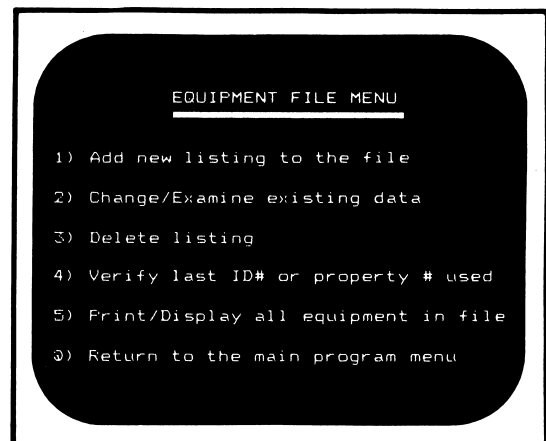 EQUIPMENT FILE MENU
1) Add new listing to the file
2) Change/Examine existing data
3) Delete listing
4) Verify last ID# or property # used
5) Print/Display all equipment in file
0) Return to the main program menu